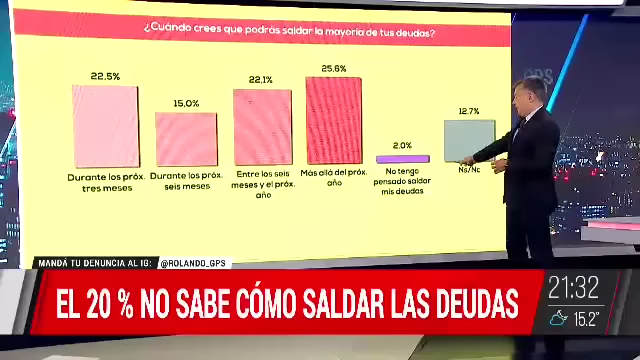 ¿Cuándo crees que podrás saldar la mayoría de tus deudas?
22.5%
15,0%
22,1%
25.6%
2.0%
12.7%
Durante los próx.
tres meses
Durante los próx.
seis meses
Entre los seis
meses y el próx.
año
Más allá del próx.
año
No tengo
pensado saldar
mis deudas
Ns/Nc
GPS
MANDÁ TU DENUNCIA AL IG: @ROLANDO_GPS
EL 20 % NO SABE CÓMO SALDAR LAS DEUDAS
21:32
15.2°